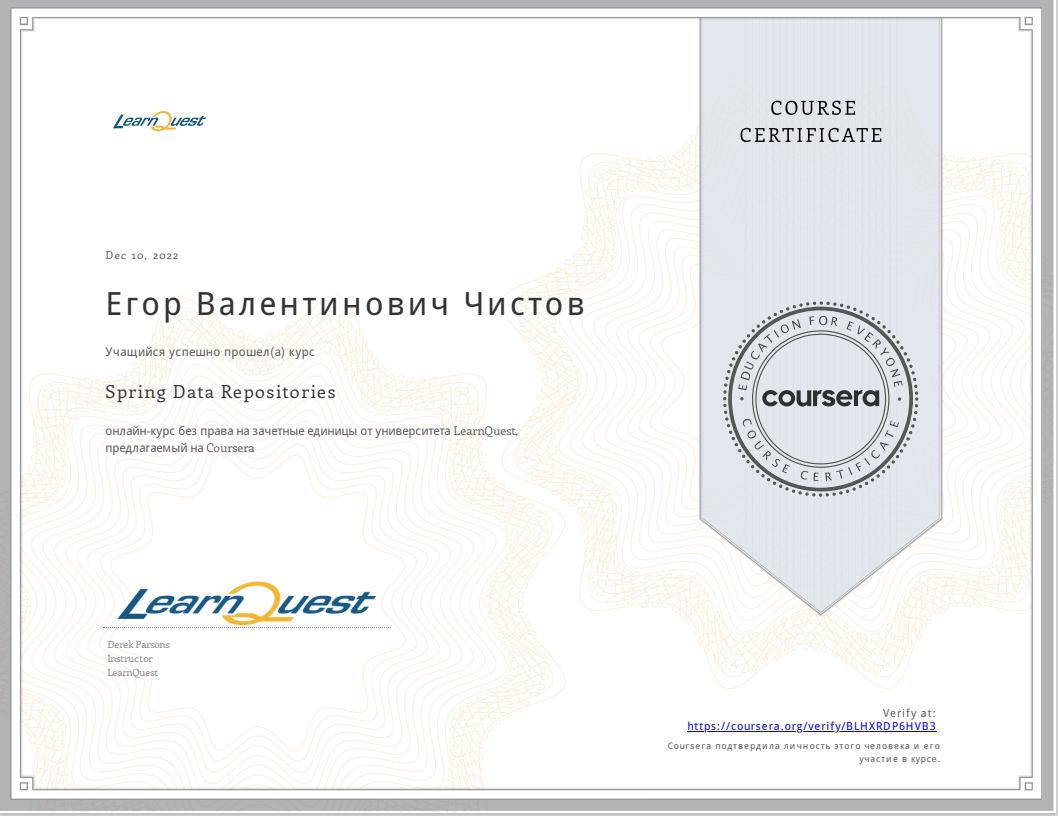 LearnQuest
COURSE
CERTIFICATE
Dec 10, 2022
Егор Валентинович Чистов
Учащийся успешно прошел(а) курс
Spring Data Repositories
онлайн-курс без права на зачетные единицы от университета LearnQuest,
предлагаемый на Coursera
EDUCATION FOR EVERYONE
coursera
COURSE CERTIFICATE
LearnQuest
Derek Parsons
Instructor
LearnQuest
Verify at:
https://coursera.org/verify/BLHXRDP6HVB3
Coursera подтвердила личность этого человека и его
участие в курсе.